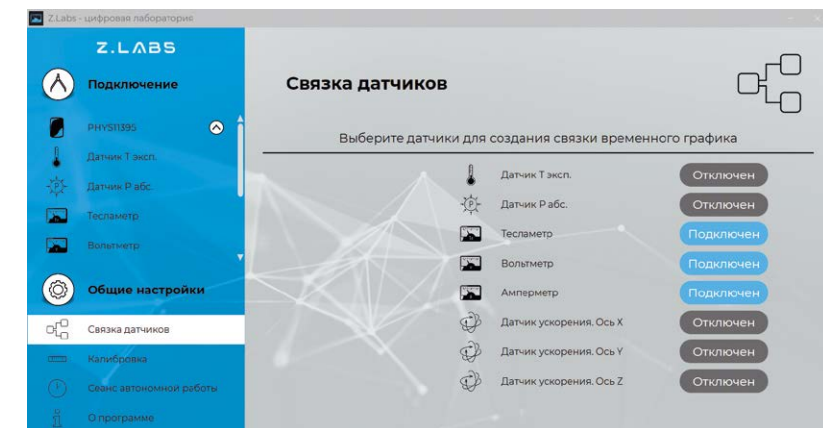 Z.Labs - цифровая лаборатория
Z.LABS
Подключение
PHYS11395
Датчик Т эксп.
Датчик Р абс.
Тесламетр
Вольтметр
Общие настройки
Связка датчиков
Калибровка
Сеанс автономной работы
О программе
Связка датчиков
Выберите датчики для создания связки временного графика
Датчик Т эксп. Отключен
Датчик Р абс. Отключен
Тесламетр Подключен
Вольтметр Подключен
Амперметр Подключен
Датчик ускорения. Ось X Отключен
Датчик ускорения. Ось Y Отключен
Датчик ускорения. Ось Z Отключен